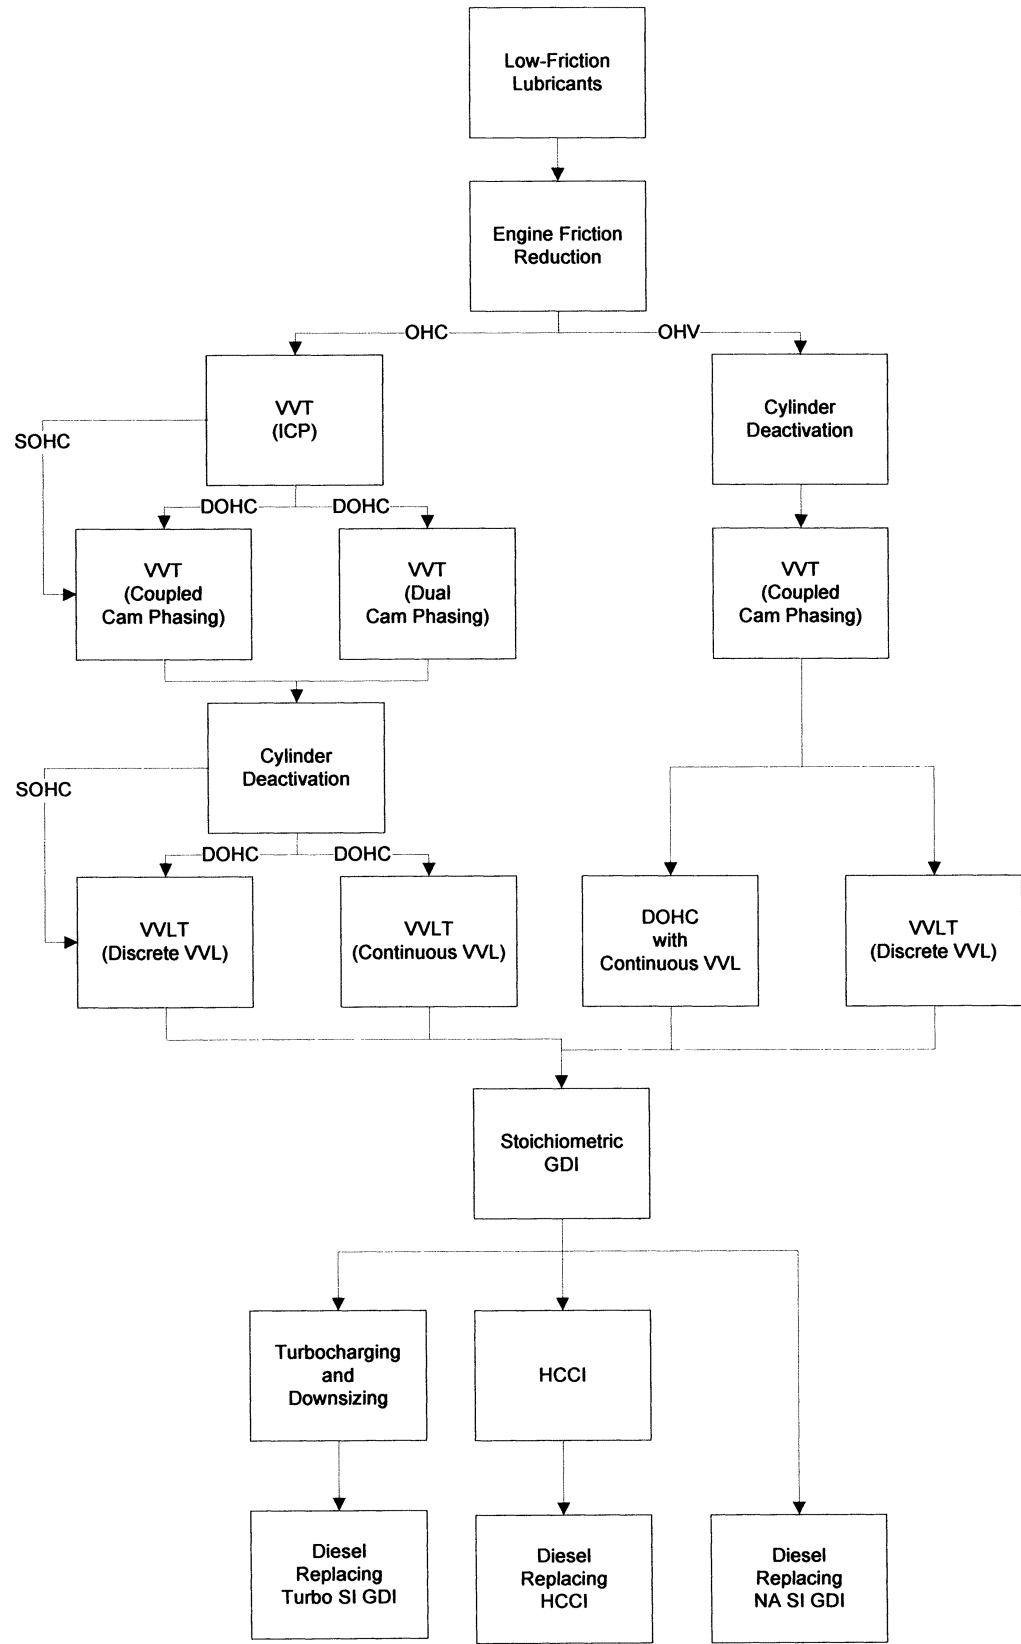 Low-Friction
Lubricants
Engine Friction
Reduction
OHC
OHV
VVT
(ICP)
Cylinder
Deactivation
SOHC
DOHC
DOHC
VVT
(Coupled
Cam Phasing)
VVT
(Dual
Cam Phasing)
VVT
(Coupled
Cam Phasing)
Cylinder
Deactivation
SOHC
DOHC
DOHC
VVLT
(Discrete VVL)
VVLT
(Continuous VVL)
DOHC
with
Continuous VVL
VVLT
(Discrete VVL)
Stoichiometric
GDI
Turbocharging
and
Downsizing
HCCI
Diesel
Replacing
Turbo SI GDI
Diesel
Replacing
HCCI
Diesel
Replacing
NA SI GDI